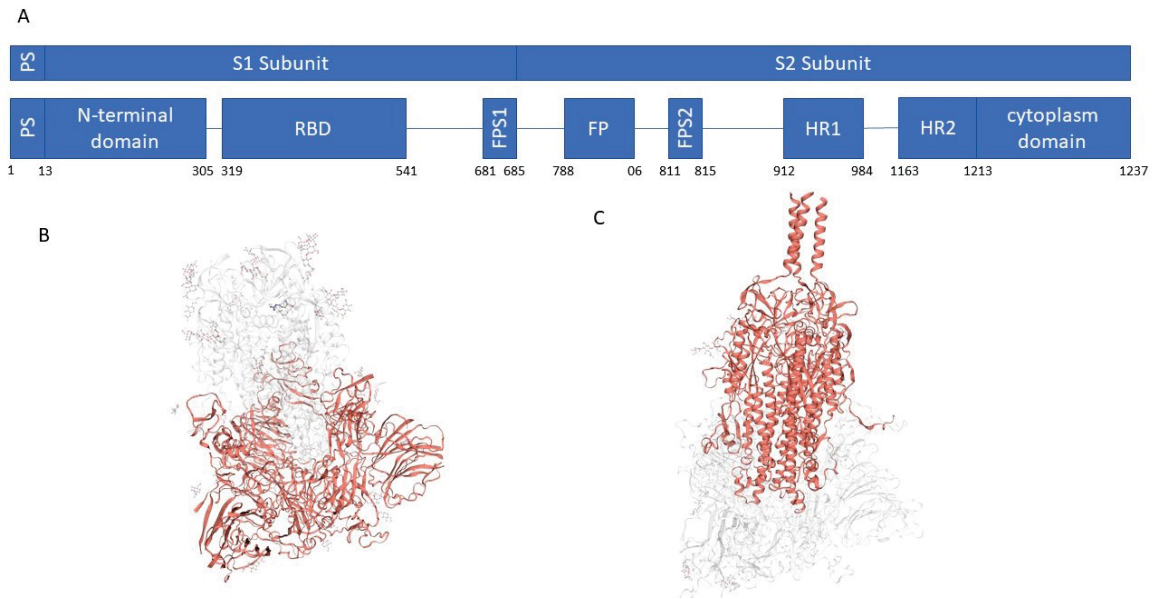 A
PS S1 Subunit S2 Subunit
PS N-terminal domain RBD FPS1 FP FPS2 HR1 HR2 cytoplasm domain
1 13 305 319 541 681 685 788 06 811 815 912 984 1163 1213 1237
B
C